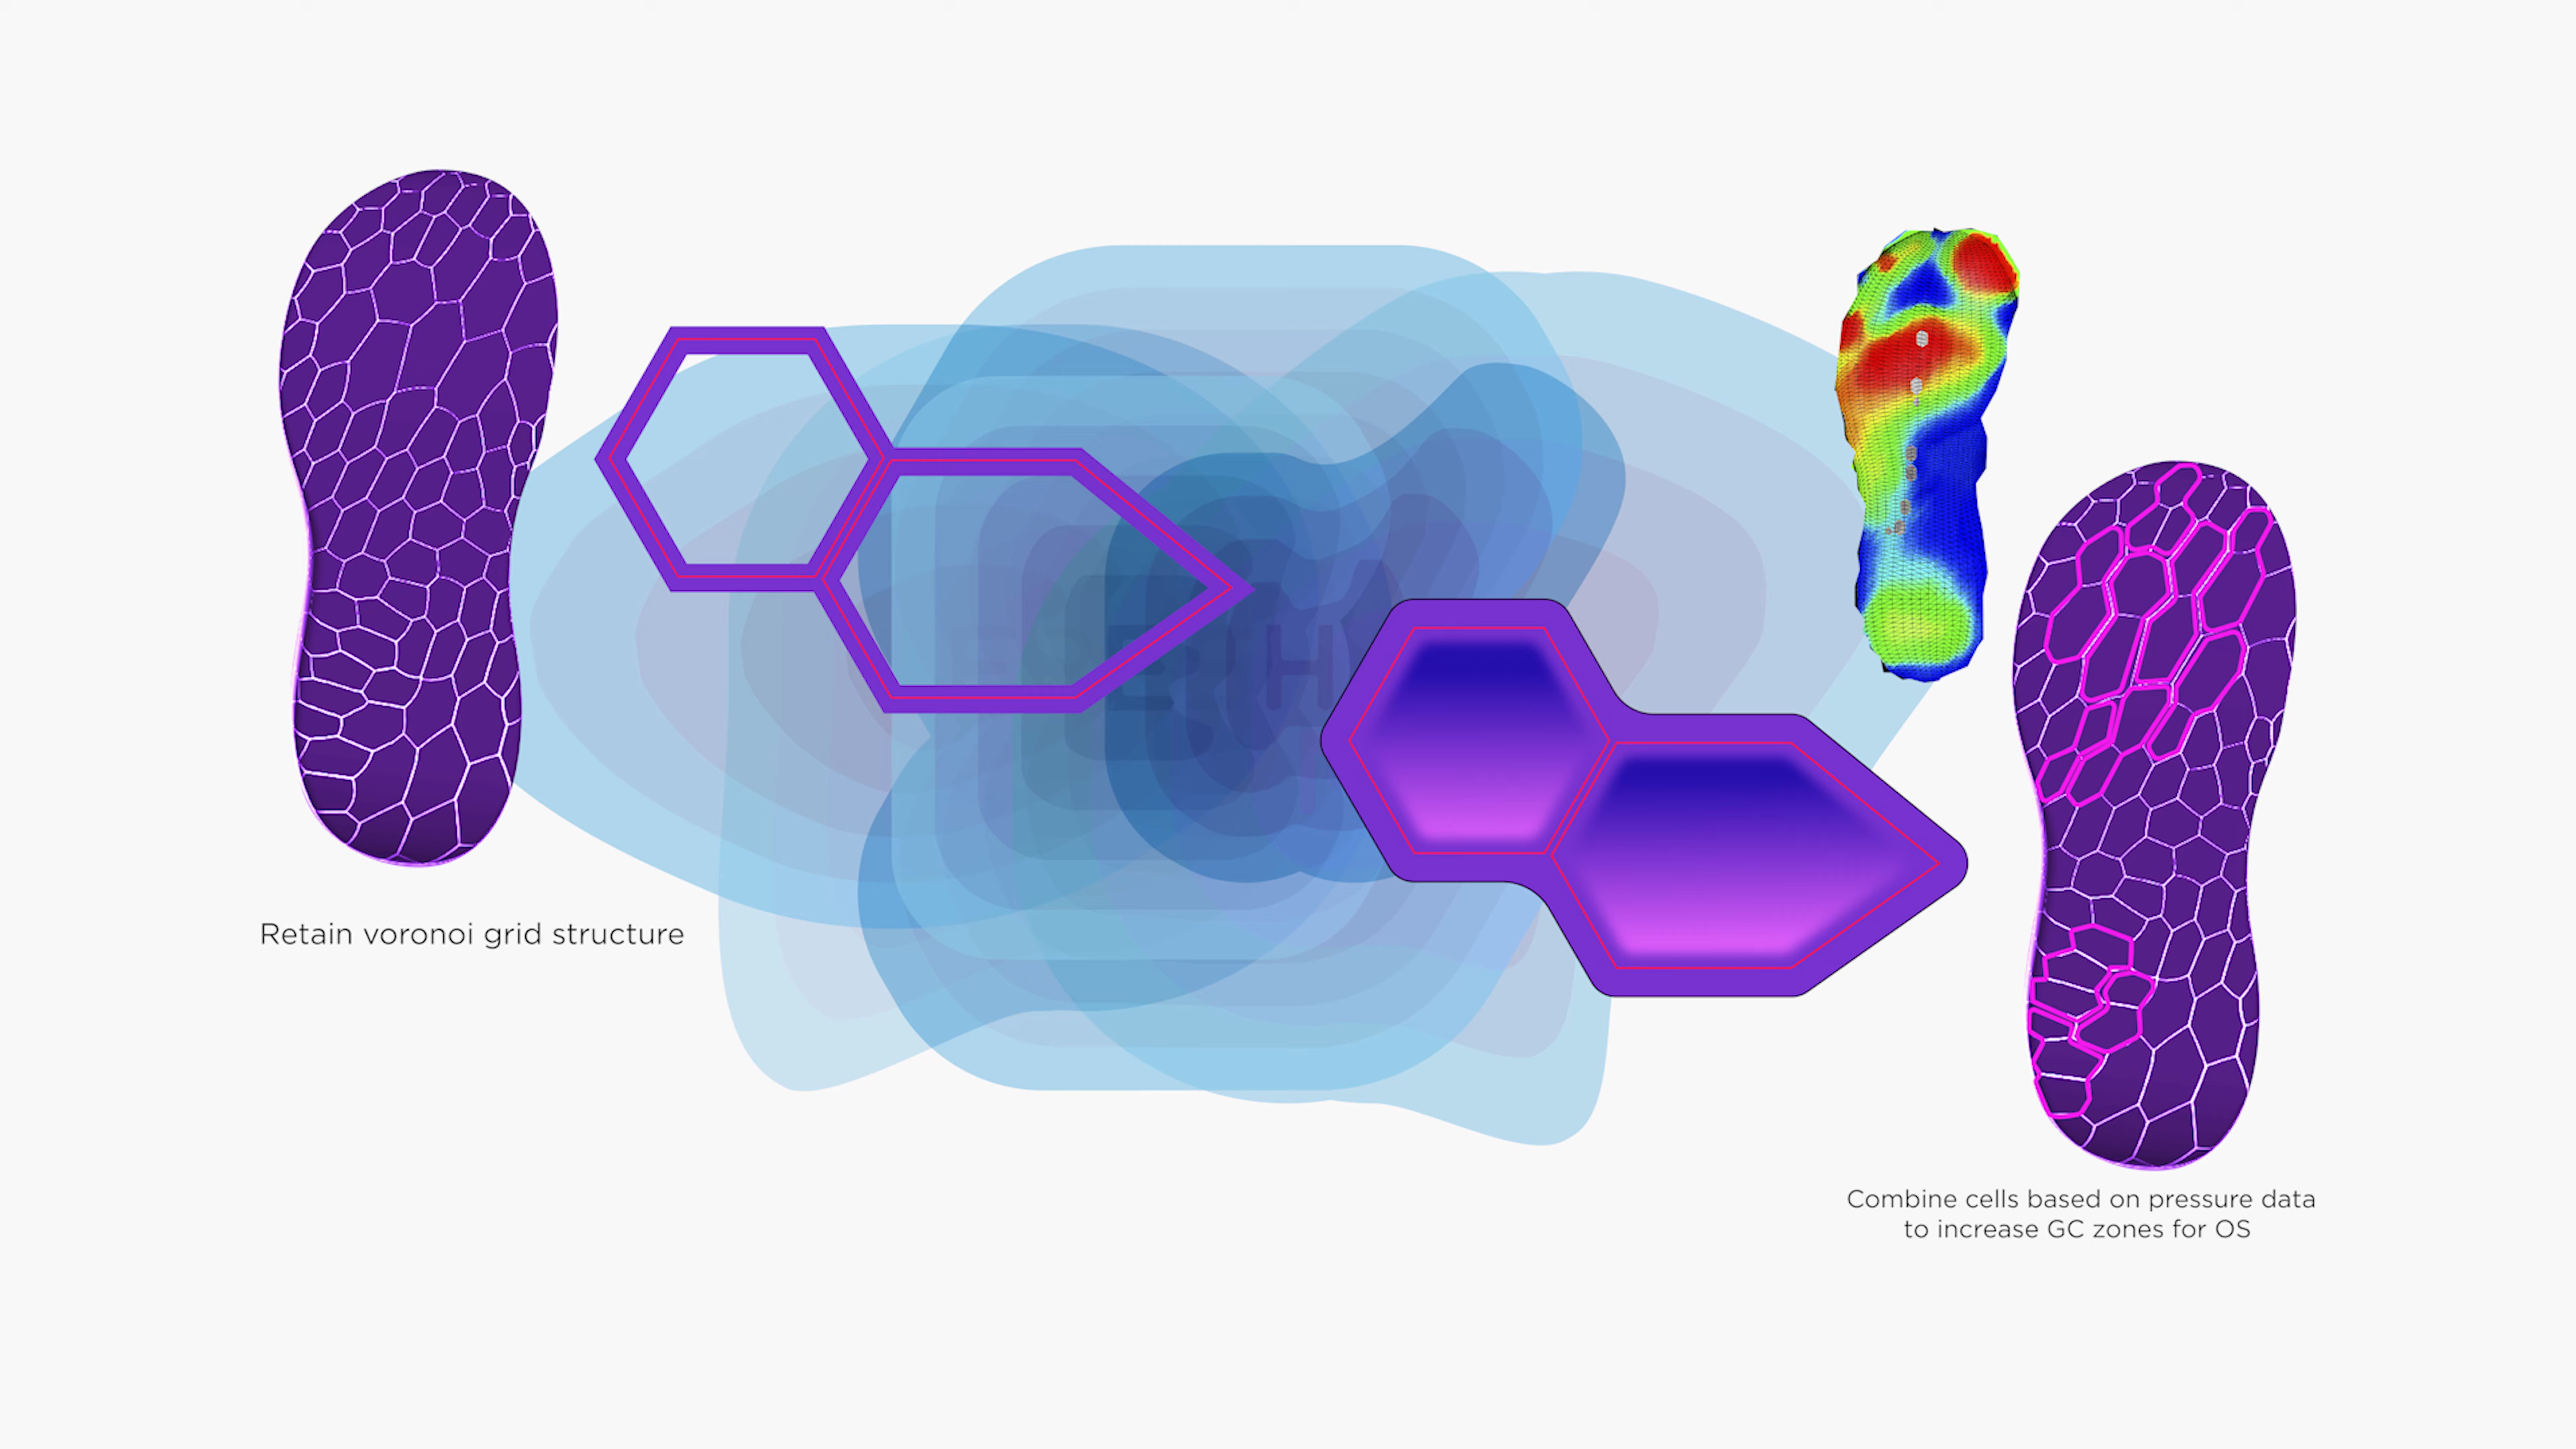 Retain voronoi grid structure
Combine cells based on pressure data
to increase GC zones for OS